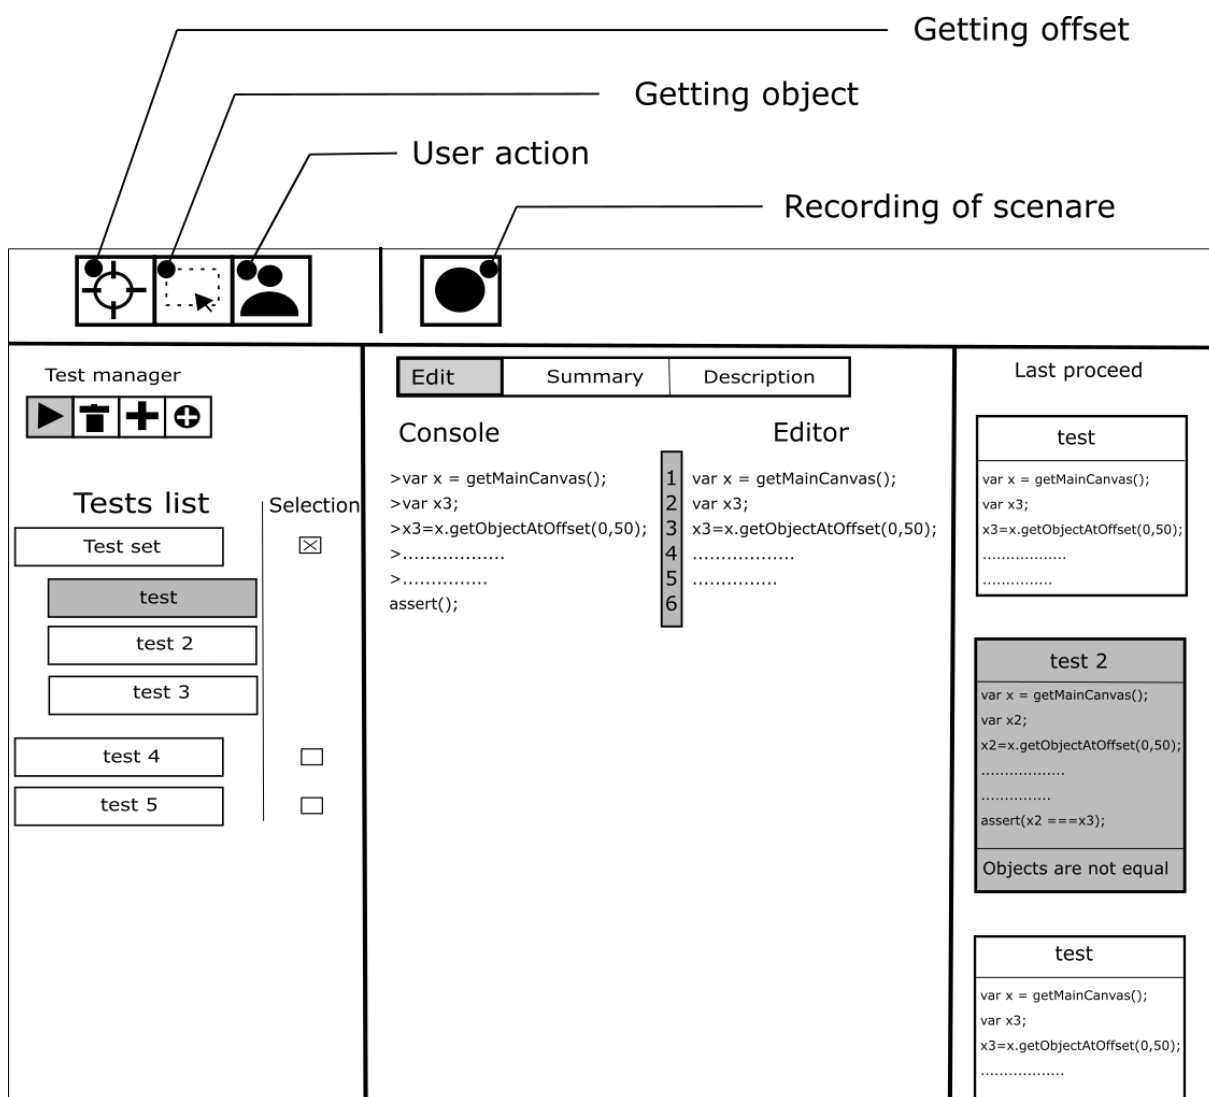 Getting offset
Getting object
User action
Recording of scenare
Test manager
Tests list
Selection
Test set
test
test 2
test 3
test 4
test 5
Edit
Summary
Description
Console
>var x = getMainCanvas();
>var x3;
>x3=x.getObjectAtOffset(0,50);
>..................
>...............
assert();
Editor
1 var x = getMainCanvas();
2 var x3;
3 x3=x.getObjectAtOffset(0,50);
4 ..................
5 ...............
6
Last proceed
test
var x = getMainCanvas();
var x3;
x3=x.getObjectAtOffset(0,50);
..................
...............
test 2
var x = getMainCanvas();
var x2;
x2=x.getObjectAtOffset(0,50);
..................
...............
assert(x2 ===x3);
Objects are not equal
test
var x = getMainCanvas();
var x3;
x3=x.getObjectAtOffset(0,50);
..................